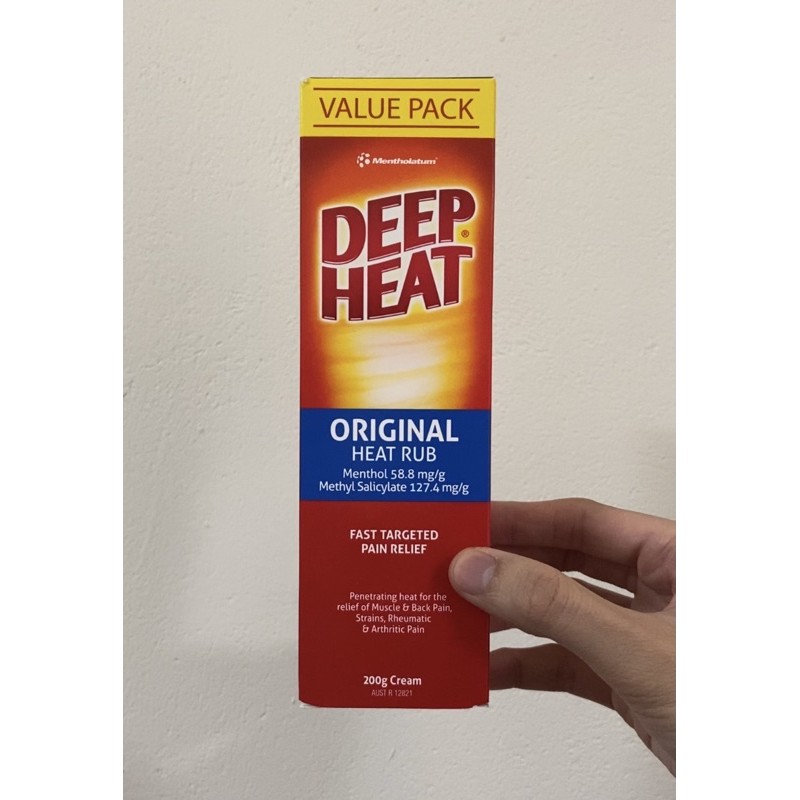 VALUE PACK
Mentholatum
DEEP
HEAT®
ORIGINAL
HEAT RUB
Menthol 58.8 mg/g
Methyl Salicylate 127.4 mg/g
FAST TARGETED
PAIN RELIEF
Penetrating heat for the
relief of Muscle & Back Pain,
Strains, Rheumatic
& Arthritic Pain
200g Cream
AUST R 12821